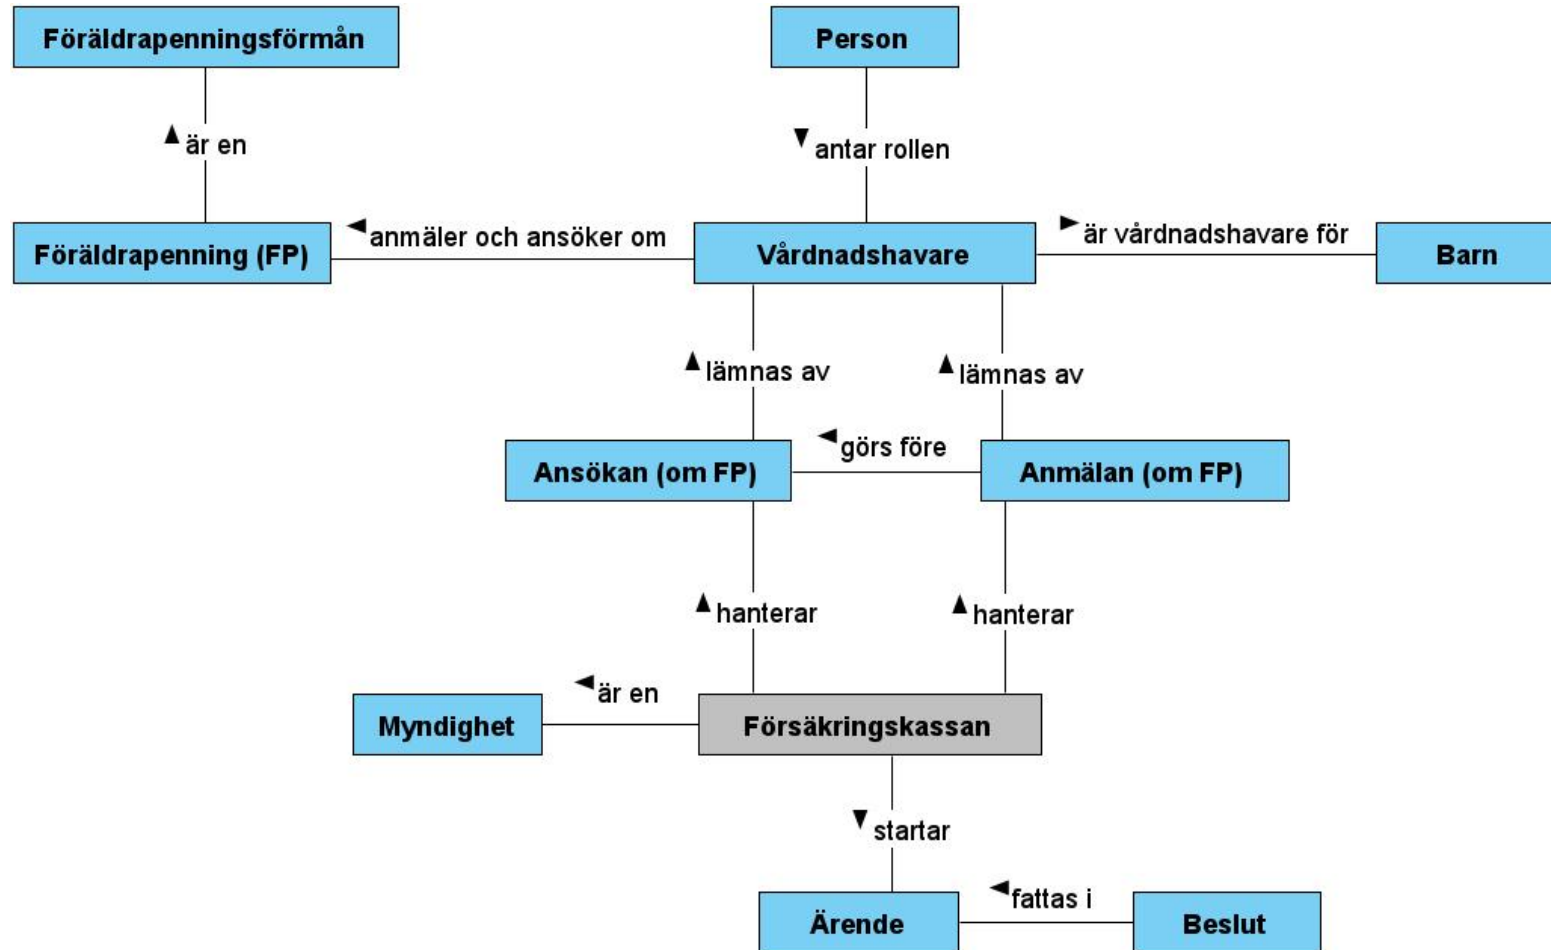 Föräldrapenningsförmån
Person
är en
antar rollen
Föräldrapenning (FP)
anmäler och ansöker om
Vårdnadshavare
är vårdnadshavare för
Barn
lämnas av
lämnas av
Ansökan (om FP)
görs före
Anmälan (om FP)
hanterar
hanterar
Myndighet
är en
Försäkringskassan
startar
Ärende
fattas i
Beslut